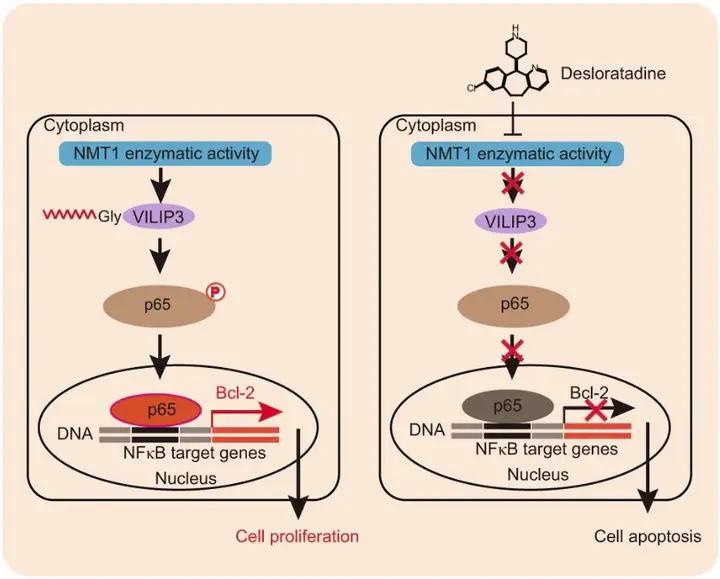 Cytoplasm
NMT1 enzymatic activity
Gly VILIP3
p65
P
p65
Bcl-2
DNA
NFκB target genes
Nucleus
Cell proliferation
H
N
N
Cl
Desloratadine
Cytoplasm
NMT1 enzymatic activity
VILIP3
p65
p65
Bcl-2
DNA
NFκB target genes
Nucleus
Cell apoptosis